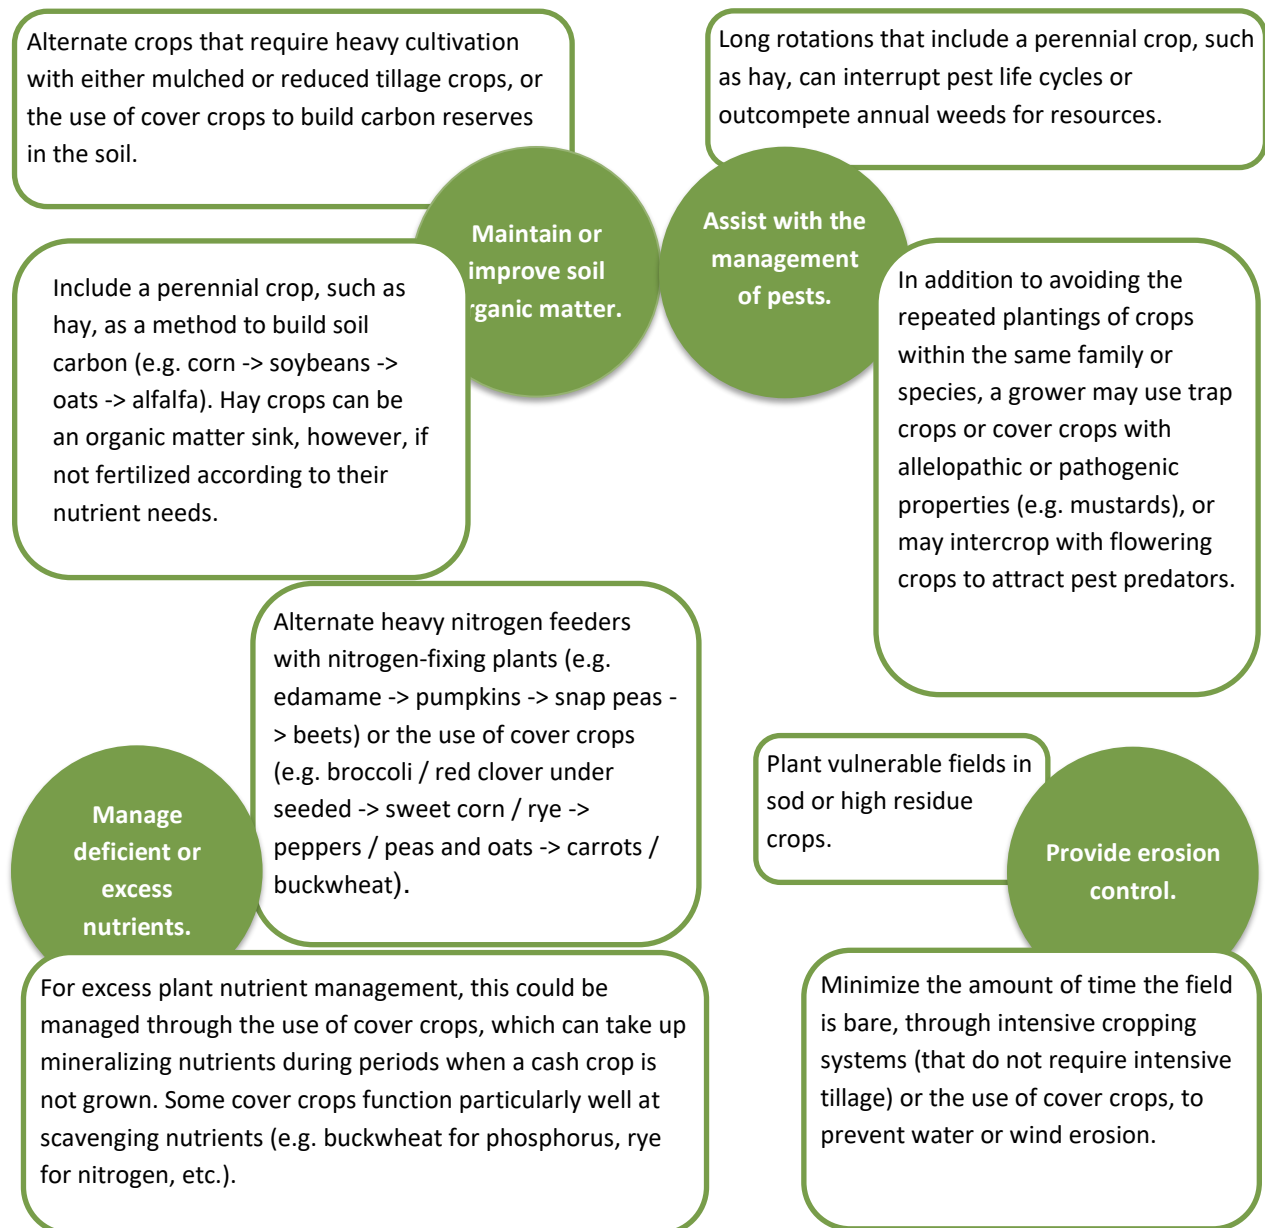 Alternate crops that require heavy cultivation
with either mulched or reduced tillage crops, or
the use of cover crops to build carbon reserves
in the soil.
Long rotations that include a perennial crop, such
as hay, can interrupt pest life cycles or
outcompete annual weeds for resources.
Maintain or
improve soil
rganic matter.
Assist with the
management
of pests.
Include a perennial crop, such as
hay, as a method to build soil
carbon (e.g. corn -> soybeans ->
oats -> alfalfa). Hay crops can be
an organic matter sink, however, if
not fertilized according to their
nutrient needs.
In addition to avoiding the
repeated plantings of crops
within the same family or
species, a grower may use trap
crops or cover crops with
allelopathic or pathogenic
properties (e.g. mustards), or
may intercrop with flowering
crops to attract pest predators.
Alternate heavy nitrogen feeders
with nitrogen-fixing plants (e.g.
edamame -> pumpkins -> snap peas -
> beets) or the use of cover crops
(e.g. broccoli / red clover under
seeded -> sweet corn / rye ->
peppers / peas and oats -> carrots /
buckwheat).
Manage
deficient or
excess
nutrients.
Plant vulnerable fields in
sod or high residue
crops.
Provide erosion
control.
For excess plant nutrient management, this could be
managed through the use of cover crops, which can take up
mineralizing nutrients during periods when a cash crop is
not grown. Some cover crops function particularly well at
scavenging nutrients (e.g. buckwheat for phosphorus, rye
for nitrogen, etc.).
Minimize the amount of time the field
is bare, through intensive cropping
systems (that do not require intensive
tillage) or the use of cover crops, to
prevent water or wind erosion.